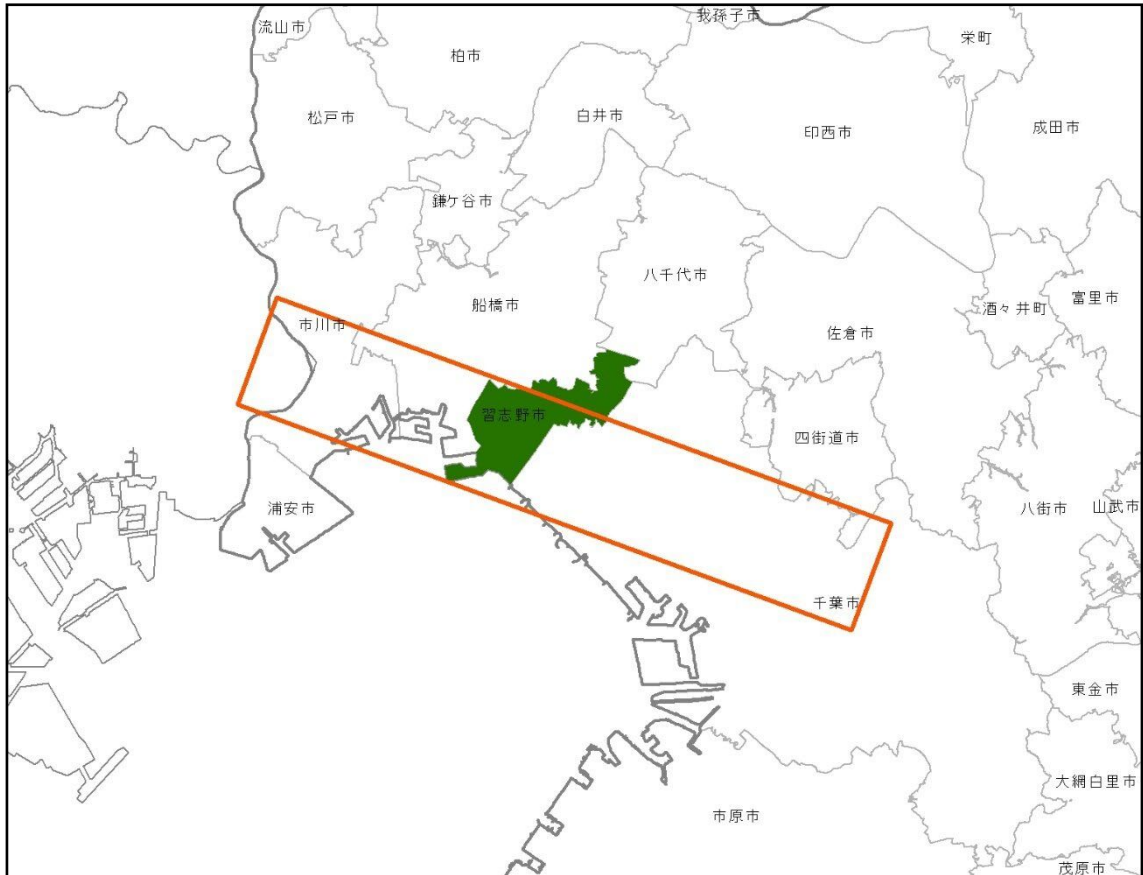 我孫子市
流山市
栄町
柏市
松戸市
白井市
印西市
成田市
鎌ケ谷市
八千代市
船橋市
酒々井町
富里市
市川市
佐倉市
習志野市
四街道市
浦安市
八街市
山武市
千葉市
東金市
大網白里市
市原市
茂原市